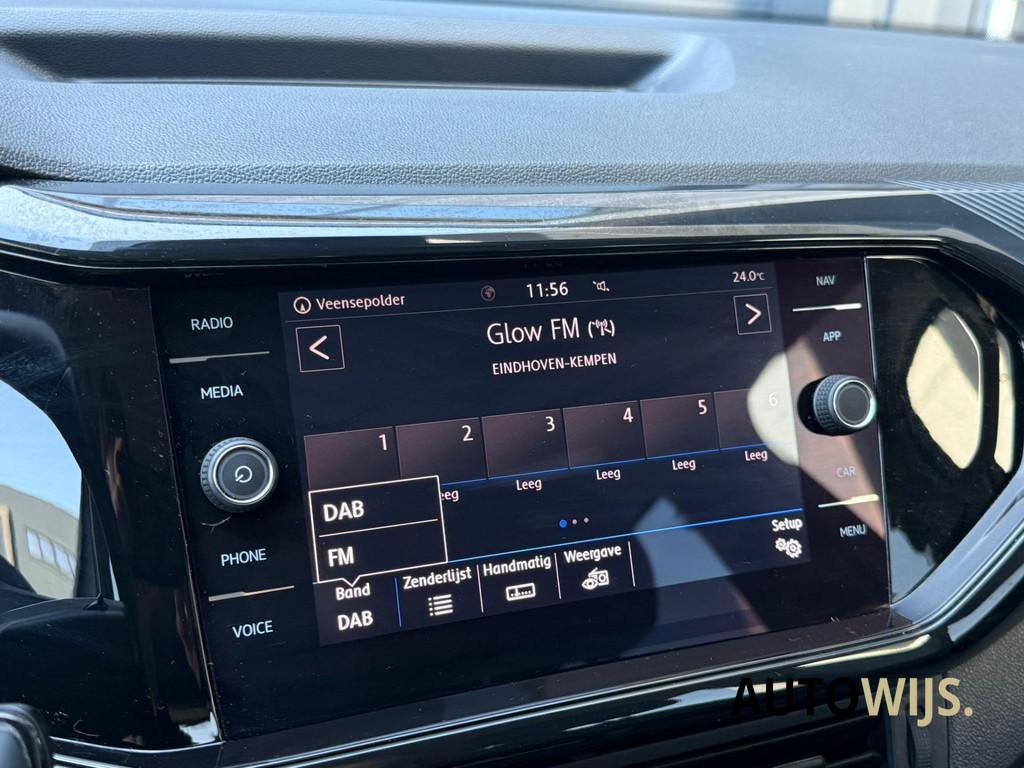 Veensepolder 11:56 24.0°C
Glow FM
EINDHOVEN-KEMPEN
1 2 3 4 5 6
eeg Leeg Leeg Leeg Leeg
DAB
FM
Band Zenderlijst Handmatig Weergave Setup
DAB
RADIO
MEDIA
PHONE
VOICE
NAV
APP
CAR
MENU
AUTOWIJS.